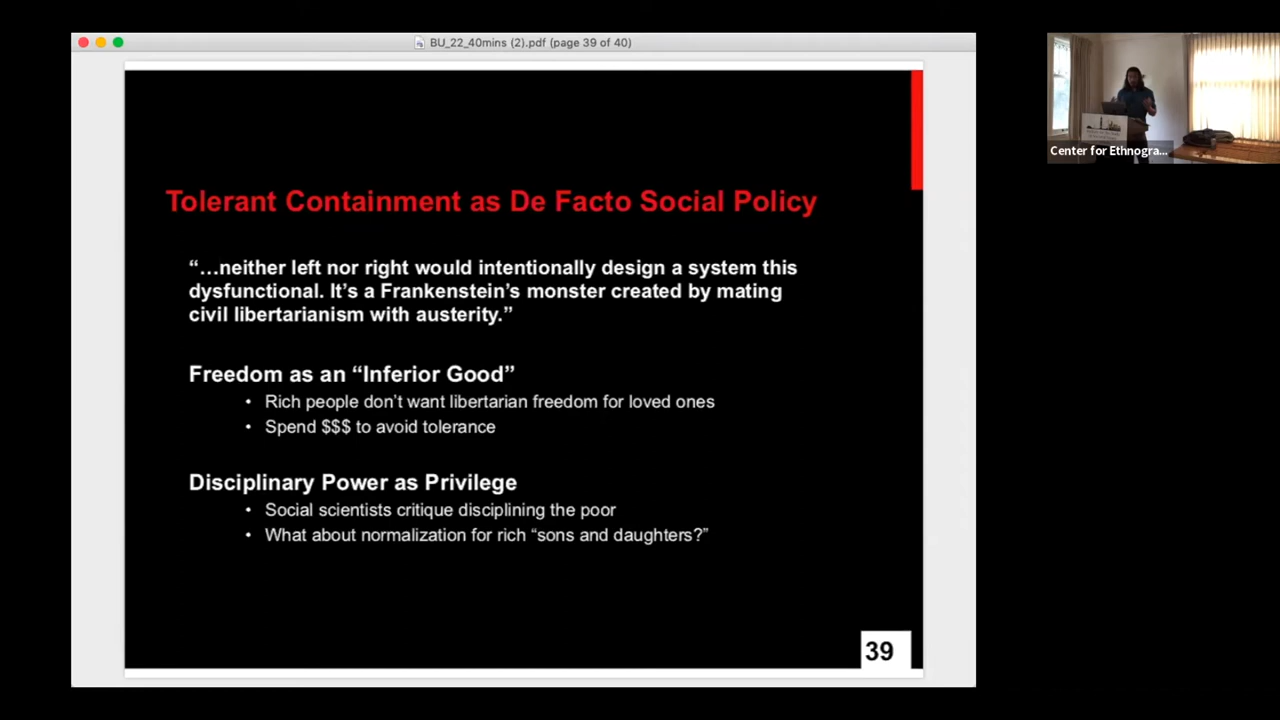 BU_22_40mins (2).pdf (page 39 of 40)
Tolerant Containment as De Facto Social Policy
“…neither left nor right would intentionally design a system this
dysfunctional. It’s a Frankenstein’s monster created by mating
civil libertarianism with austerity.”
Freedom as an “Inferior Good”
• Rich people don’t want libertarian freedom for loved ones
• Spend $$$ to avoid tolerance
Disciplinary Power as Privilege
• Social scientists critique disciplining the poor
• What about normalization for rich “sons and daughters?”
39
Center for Ethnogra...